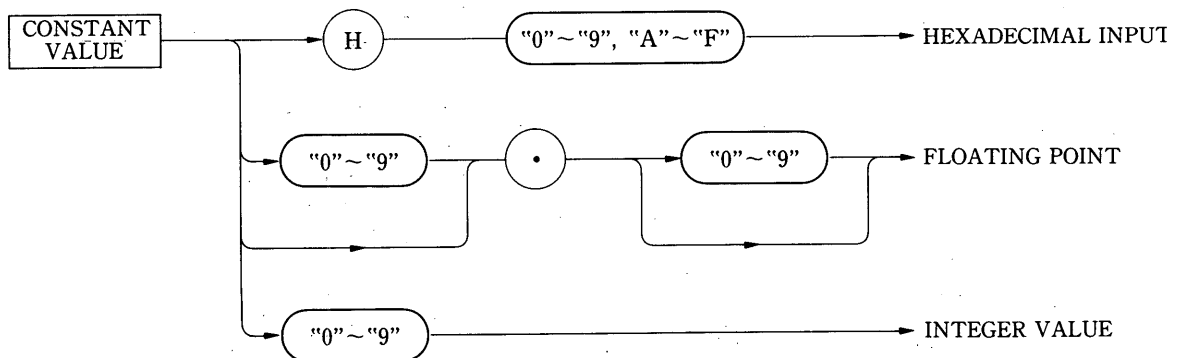 CONSTANT
VALUE
H
“0”~“9”, “A”~“F”
HEXADECIMAL INPUT
“0”~“9”
.
“0”~“9”
FLOATING POINT
“0”~“9”
INTEGER VALUE